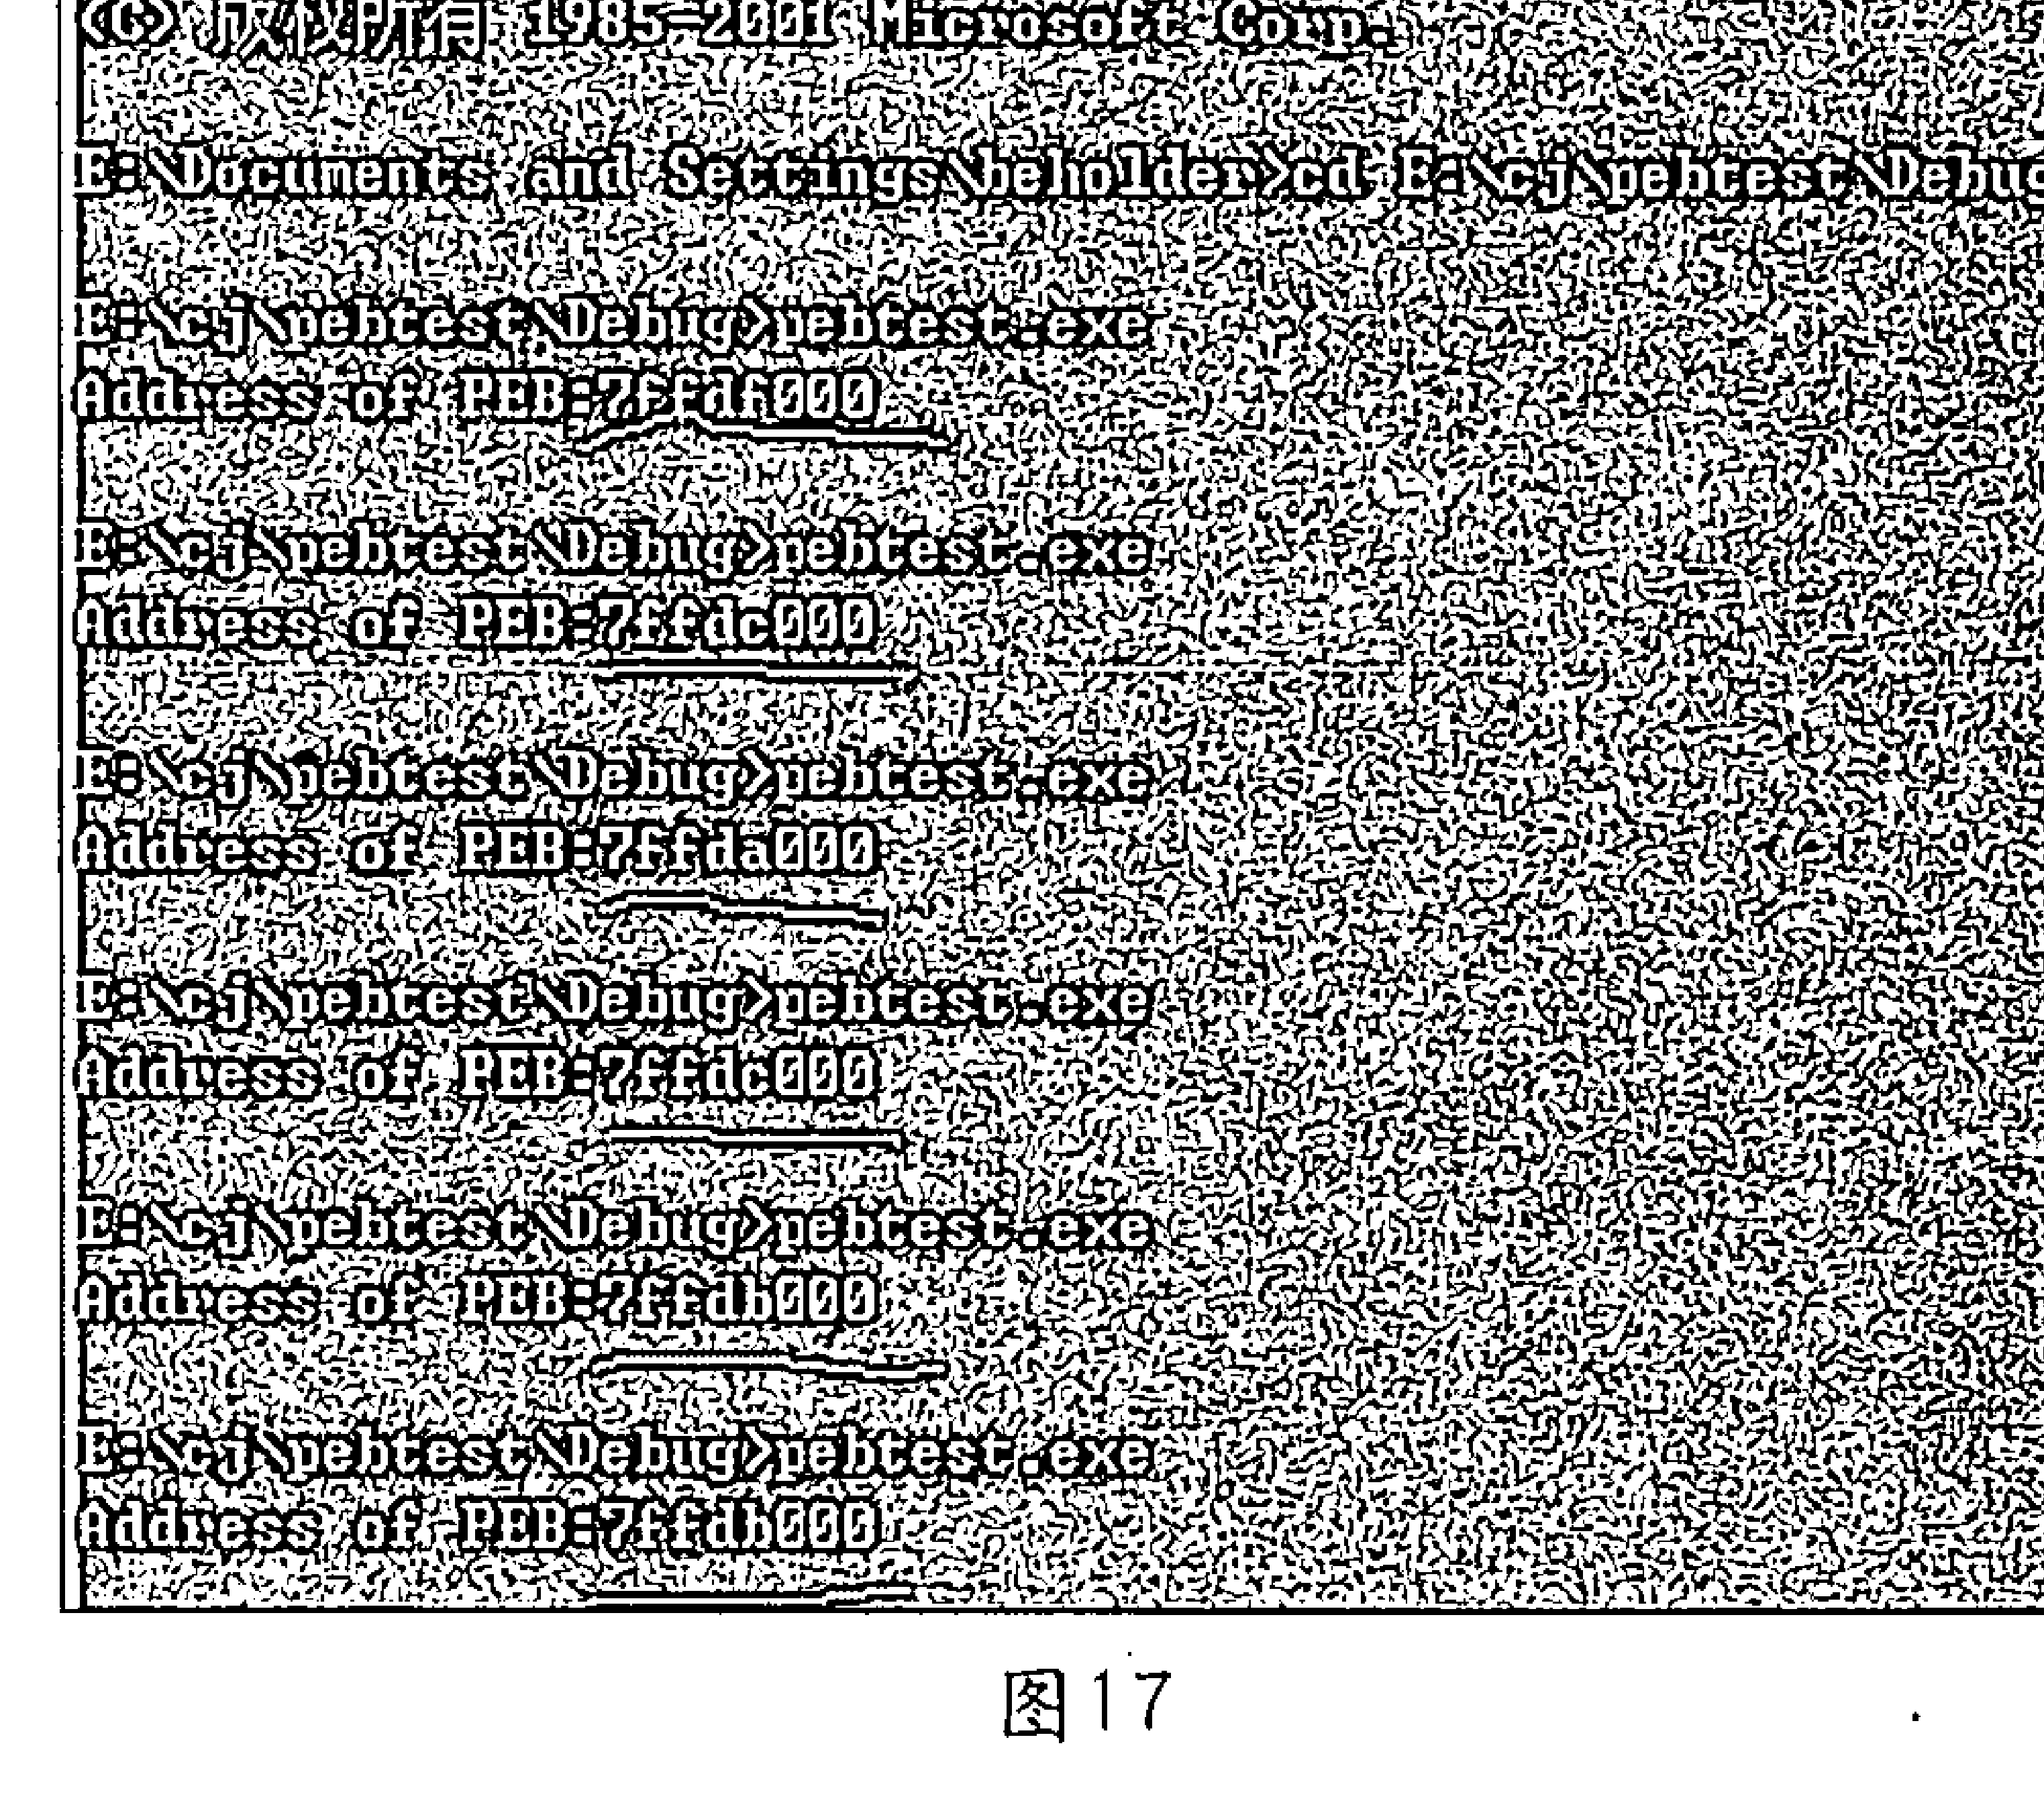 (C) 版权所有 1985-2001 Microsoft Corp.
E:\Documents and Settings\beholder>cd E:\cj\pebtest\Debug
E:\cj\pebtest\Debug>pebtest.exe
Address of PEB:7ffdf000
E:\cj\pebtest\Debug>pebtest.exe
Address of PEB:7ffdc000
E:\cj\pebtest\Debug>pebtest.exe
Address of PEB:7ffda000
E:\cj\pebtest\Debug>pebtest.exe
Address of PEB:7ffdc000
E:\cj\pebtest\Debug>pebtest.exe
Address of PEB:7ffdb000
E:\cj\pebtest\Debug>pebtest.exe
Address of PEB:7ffdb000
图17